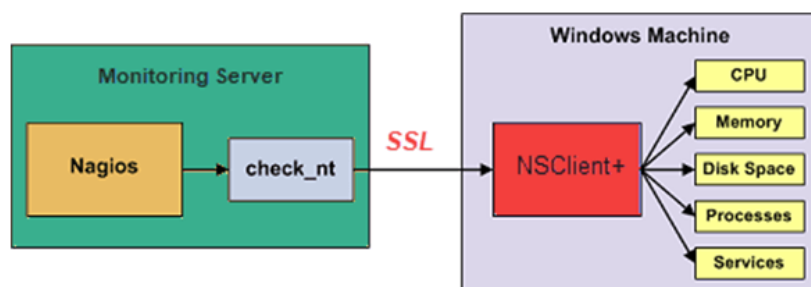 Monitoring Server
Nagios
check_nt
SSL
Windows Machine
NSClient+
CPU
Memory
Disk Space
Processes
Services